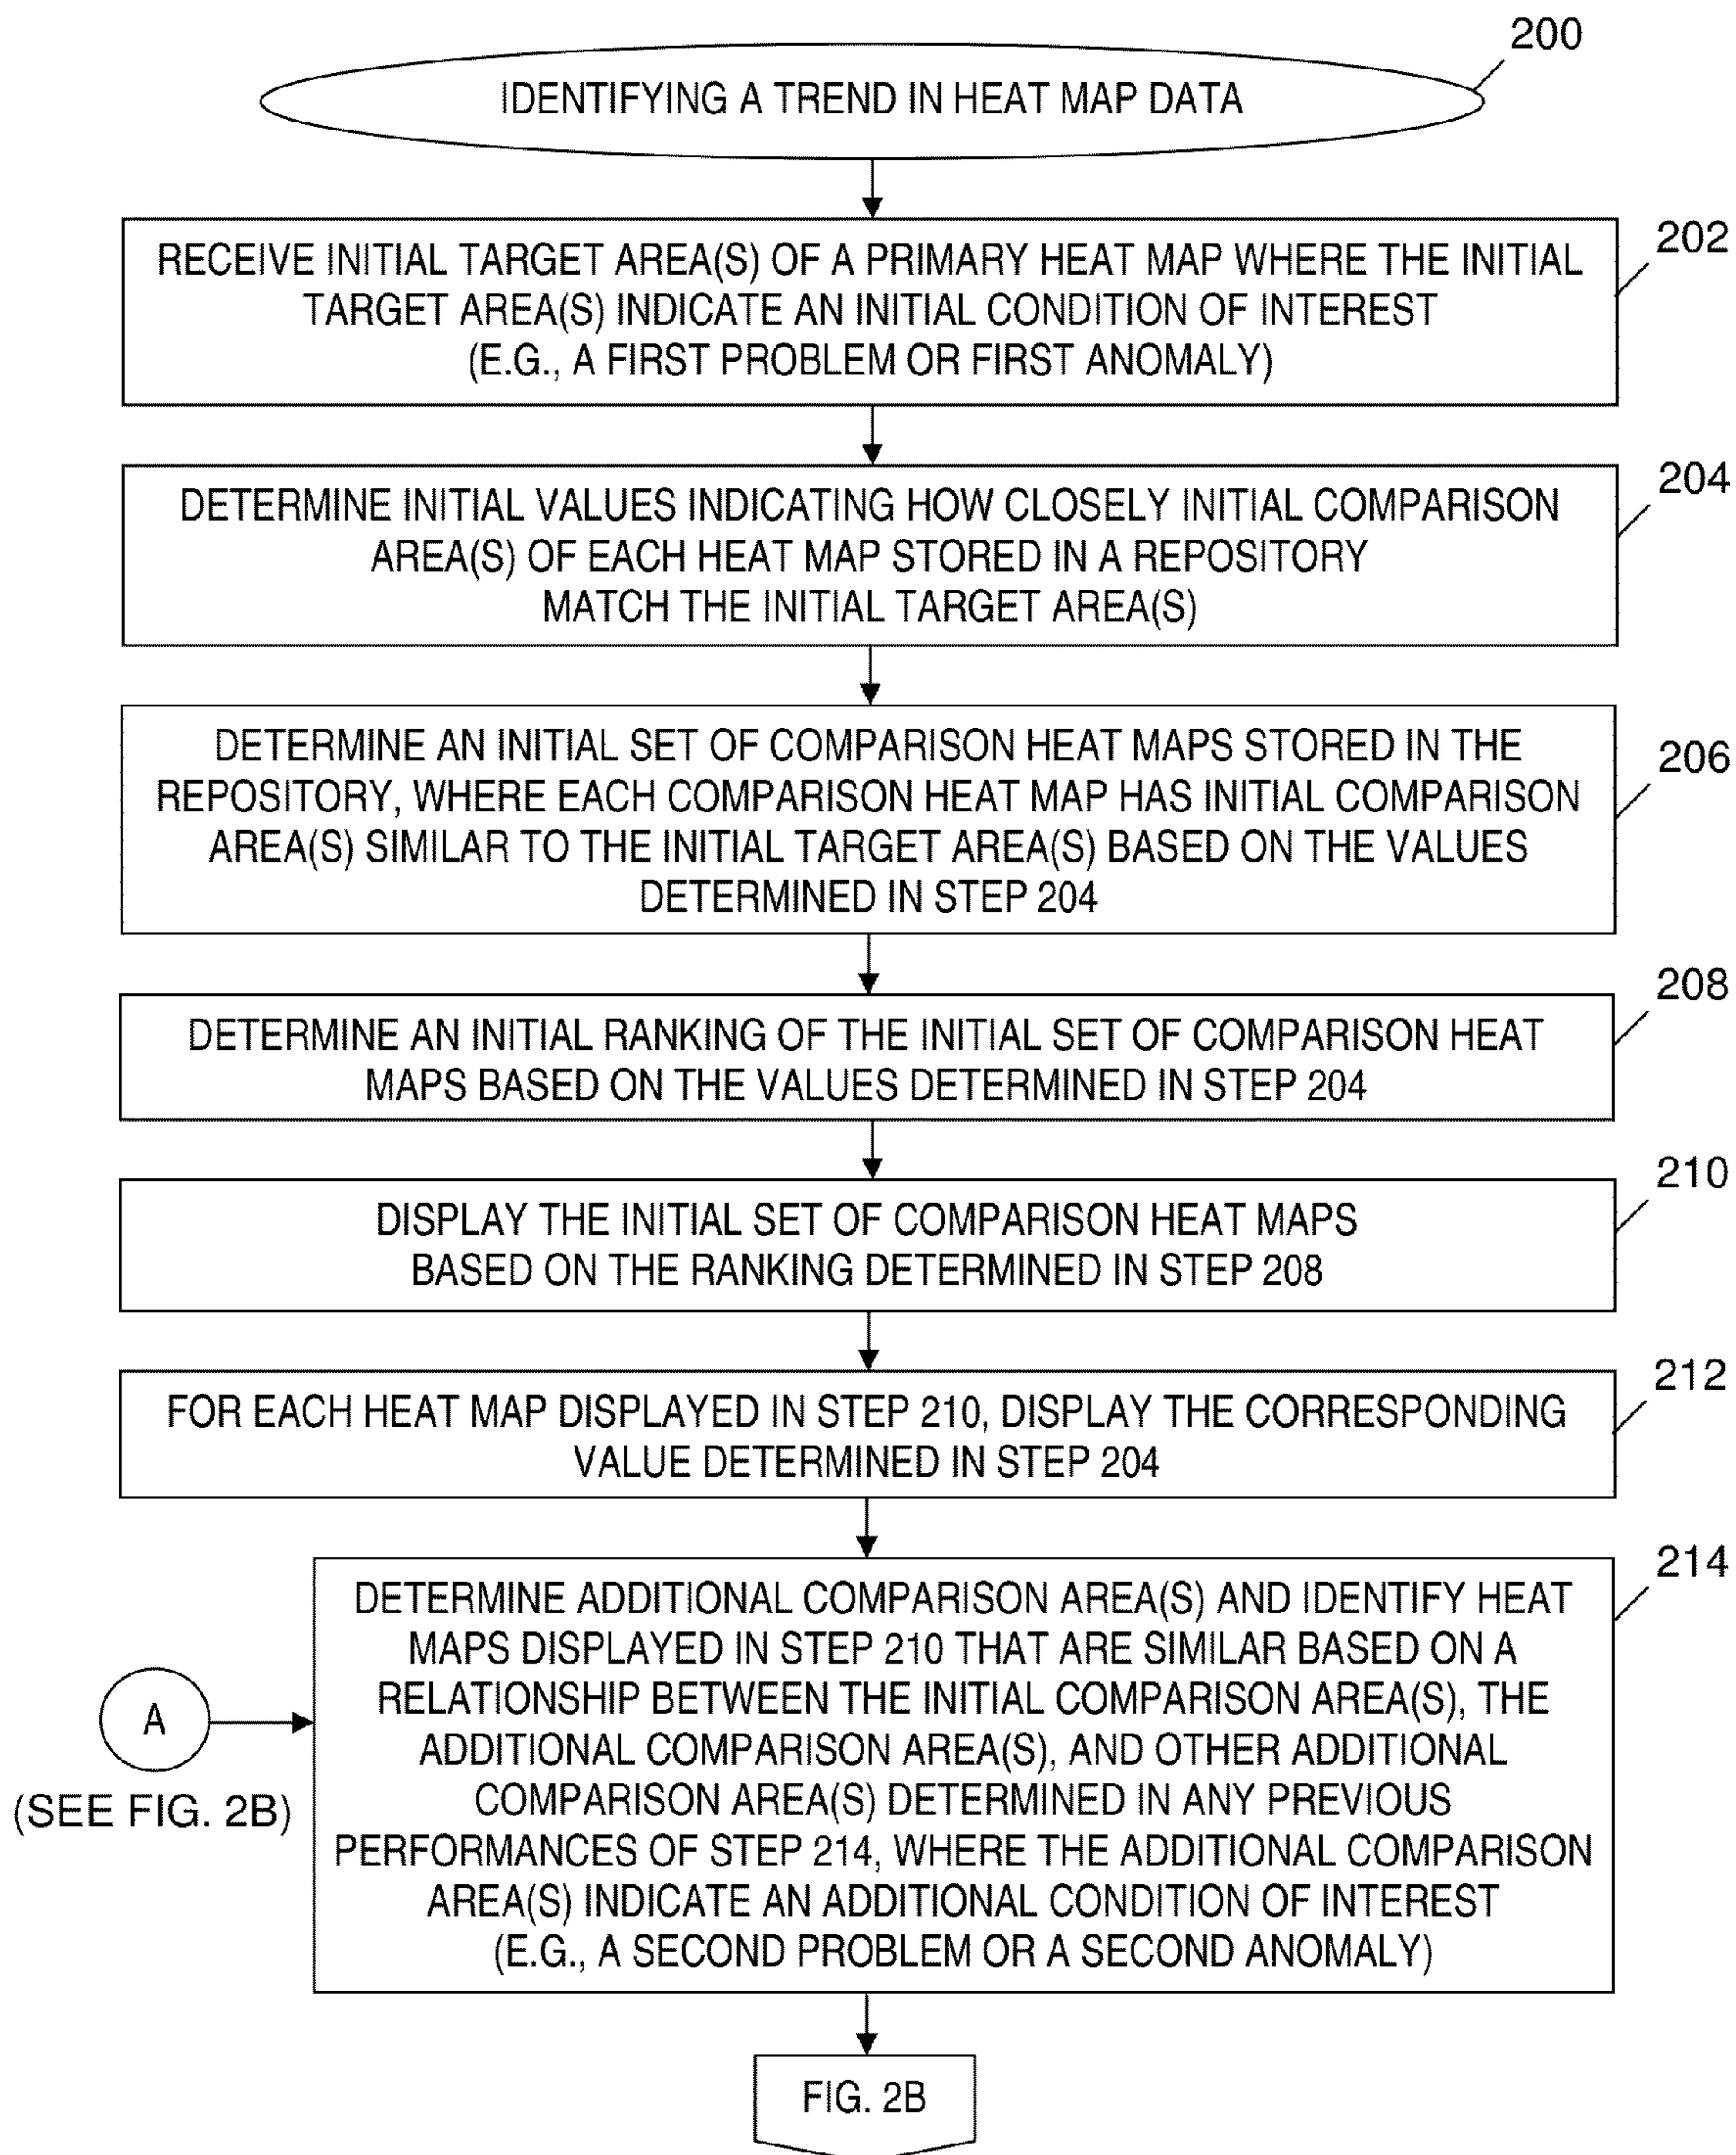 200
IDENTIFYING A TREND IN HEAT MAP DATA
202
RECEIVE INITIAL TARGET AREA(S) OF A PRIMARY HEAT MAP WHERE THE INITIAL
TARGET AREA(S) INDICATE AN INITIAL CONDITION OF INTEREST
(E.G., A FIRST PROBLEM OR FIRST ANOMALY)
204
DETERMINE INITIAL VALUES INDICATING HOW CLOSELY INITIAL COMPARISON
AREA(S) OF EACH HEAT MAP STORED IN A REPOSITORY
MATCH THE INITIAL TARGET AREA(S)
206
DETERMINE AN INITIAL SET OF COMPARISON HEAT MAPS STORED IN THE
REPOSITORY, WHERE EACH COMPARISON HEAT MAP HAS INITIAL COMPARISON
AREA(S) SIMILAR TO THE INITIAL TARGET AREA(S) BASED ON THE VALUES
DETERMINED IN STEP 204
208
DETERMINE AN INITIAL RANKING OF THE INITIAL SET OF COMPARISON HEAT
MAPS BASED ON THE VALUES DETERMINED IN STEP 204
210
DISPLAY THE INITIAL SET OF COMPARISON HEAT MAPS
BASED ON THE RANKING DETERMINED IN STEP 208
212
FOR EACH HEAT MAP DISPLAYED IN STEP 210, DISPLAY THE CORRESPONDING
VALUE DETERMINED IN STEP 204
214
DETERMINE ADDITIONAL COMPARISON AREA(S) AND IDENTIFY HEAT
MAPS DISPLAYED IN STEP 210 THAT ARE SIMILAR BASED ON A
RELATIONSHIP BETWEEN THE INITIAL COMPARISON AREA(S), THE
ADDITIONAL COMPARISON AREA(S), AND OTHER ADDITIONAL
COMPARISON AREA(S) DETERMINED IN ANY PREVIOUS
PERFORMANCES OF STEP 214, WHERE THE ADDITIONAL COMPARISON
AREA(S) INDICATE AN ADDITIONAL CONDITION OF INTEREST
(E.G., A SECOND PROBLEM OR A SECOND ANOMALY)
A
(SEE FIG. 2B)
FIG. 2B